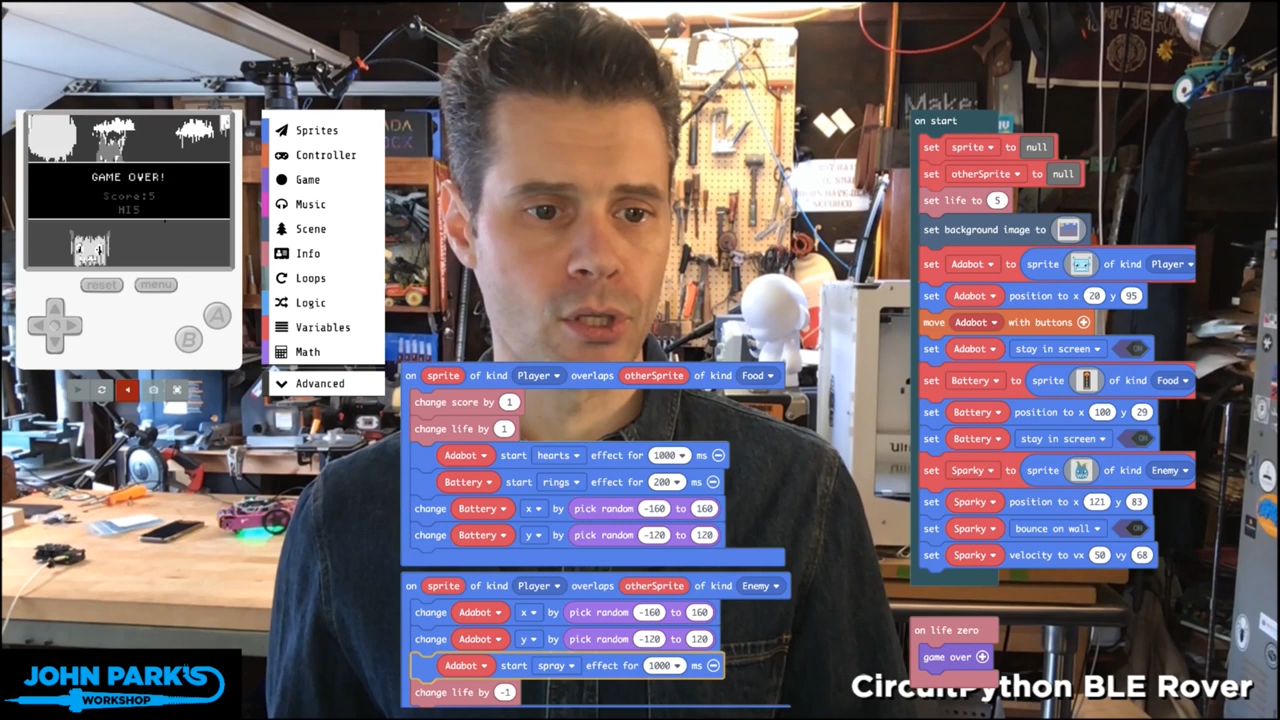 GAME OVER!
Score:5
HI5
reset
menu
A
B
Sprites
Controller
Game
Music
Scene
Info
Loops
Logic
Variables
Math
Advanced
Make:
on sprite of kind Player overlaps otherSprite of kind Food
change score by 1
change life by 1
Adabot start hearts effect for 1000 ms
Battery start rings effect for 200 ms
change Battery x by pick random -160 to 160
change Battery y by pick random -120 to 120
on sprite of kind Player overlaps otherSprite of kind Enemy
change Adabot x by pick random -160 to 160
change Adabot y by pick random -120 to 120
Adabot start spray effect for 1000 ms
change life by -1
on start
set sprite to null
set otherSprite to null
set life to 5
set background image to
set Adabot to sprite of kind Player
set Adabot position to x 20 y 95
move Adabot with buttons
set Adabot stay in screen ON
set Battery to sprite of kind Food
set Battery position to x 100 y 29
set Battery stay in screen ON
set Sparky to sprite of kind Enemy
set Sparky position to x 121 y 83
set Sparky bounce on wall ON
set Sparky velocity to vx 50 vy 68
on life zero
game over
JOHN PARK'S
WORKSHOP
CircuitPython BLE Rover